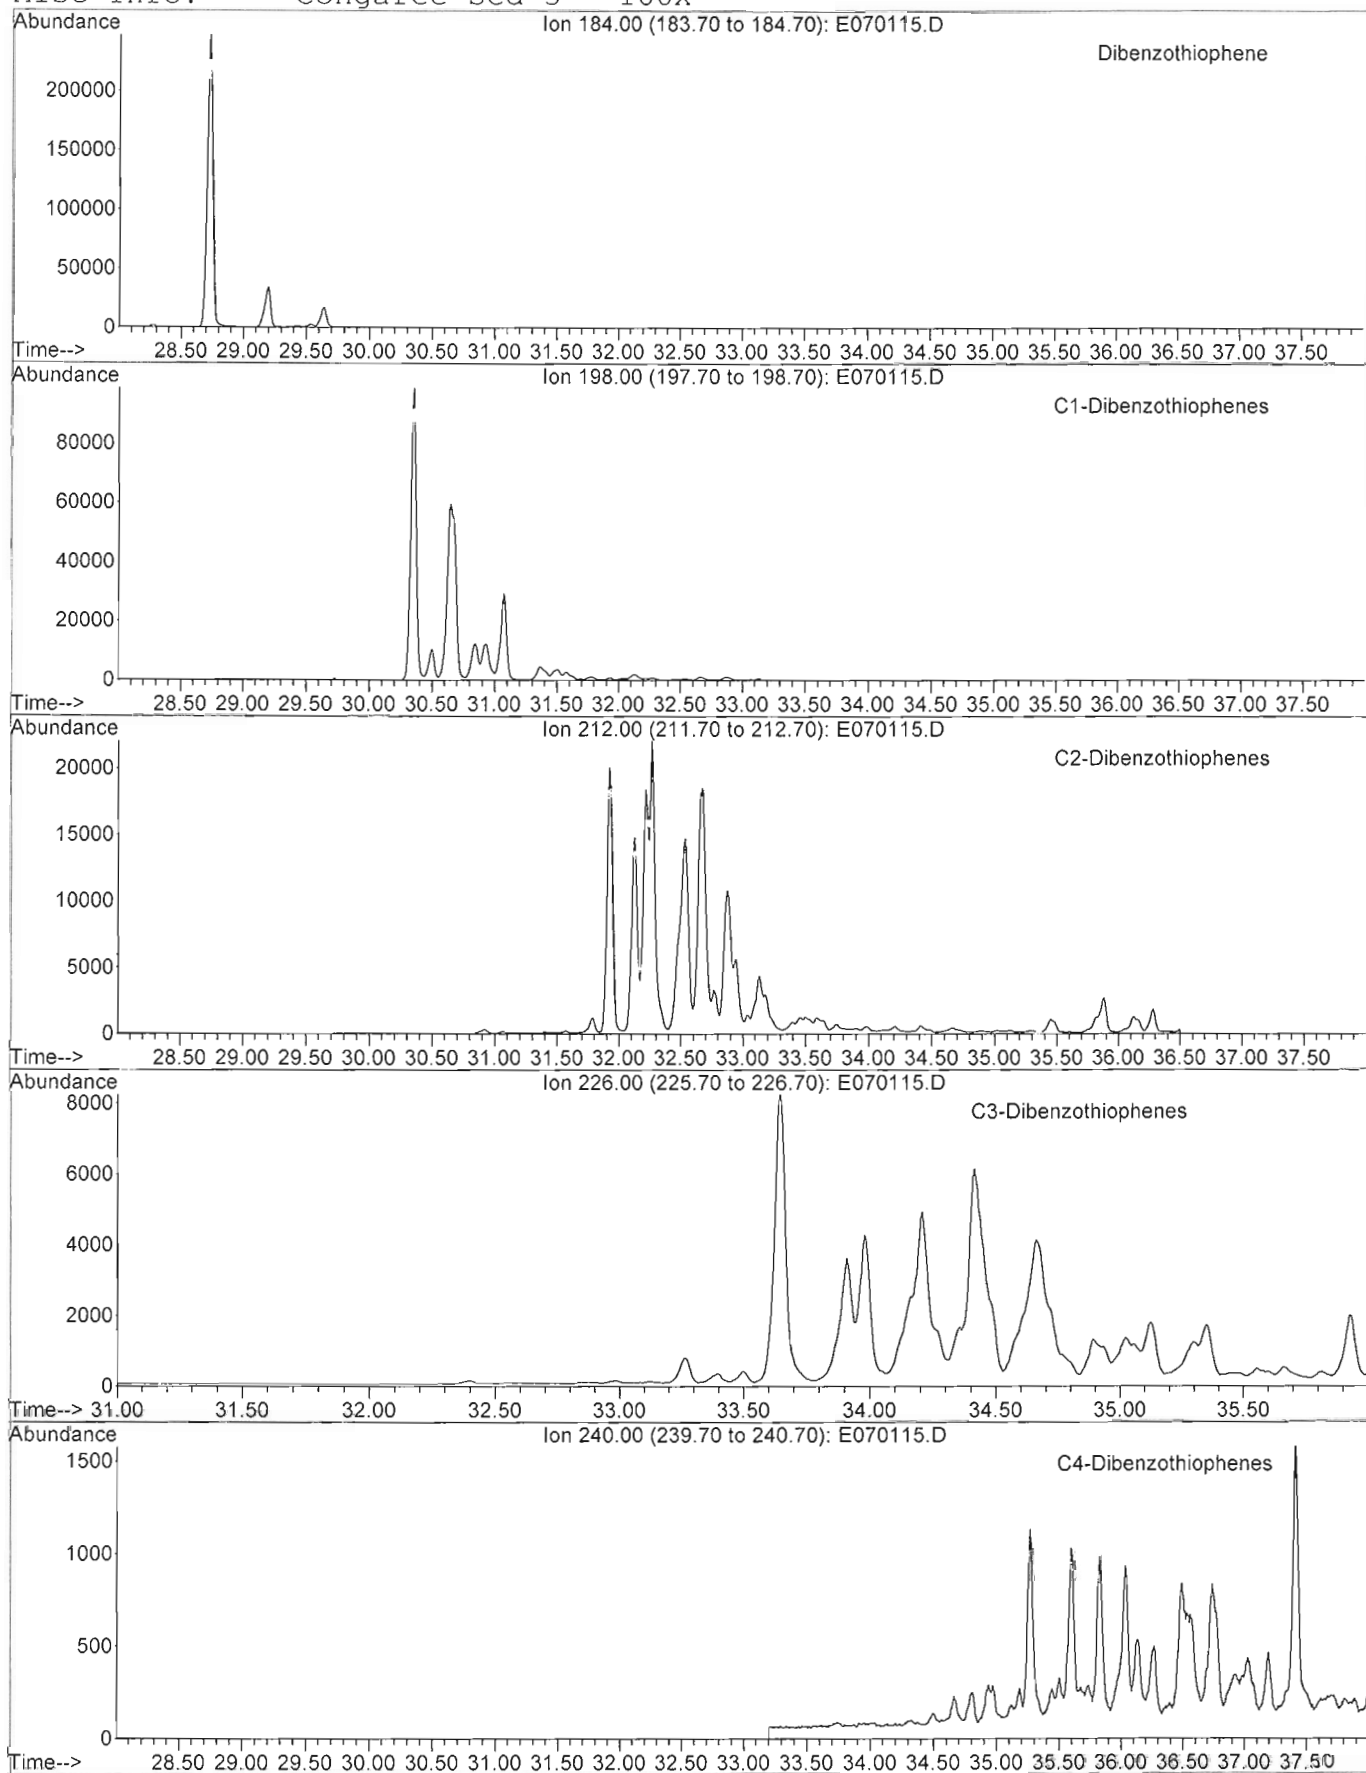 Misc Info: Congaree Sed 3 100X
Abundance
Ion 184.00 (183.70 to 184.70): E070115.D
Dibenzothiophene
200000
150000
100000
50000
0
Time--> 28.50 29.00 29.50 30.00 30.50 31.00 31.50 32.00 32.50 33.00 33.50 34.00 34.50 35.00 35.50 36.00 36.50 37.00 37.50
Abundance
Ion 198.00 (197.70 to 198.70): E070115.D
C1-Dibenzothiophenes
80000
60000
40000
20000
0
Time--> 28.50 29.00 29.50 30.00 30.50 31.00 31.50 32.00 32.50 33.00 33.50 34.00 34.50 35.00 35.50 36.00 36.50 37.00 37.50
Abundance
Ion 212.00 (211.70 to 212.70): E070115.D
C2-Dibenzothiophenes
20000
15000
10000
5000
0
Time--> 28.50 29.00 29.50 30.00 30.50 31.00 31.50 32.00 32.50 33.00 33.50 34.00 34.50 35.00 35.50 36.00 36.50 37.00 37.50
Abundance
Ion 226.00 (225.70 to 226.70): E070115.D
C3-Dibenzothiophenes
8000
6000
4000
2000
0
Time--> 31.00 31.50 32.00 32.50 33.00 33.50 34.00 34.50 35.00 35.50
Abundance
Ion 240.00 (239.70 to 240.70): E070115.D
C4-Dibenzothiophenes
1500
1000
500
0
Time--> 28.50 29.00 29.50 30.00 30.50 31.00 31.50 32.00 32.50 33.00 33.50 34.00 34.50 35.00 35.50 36.00 36.50 37.00 37.50